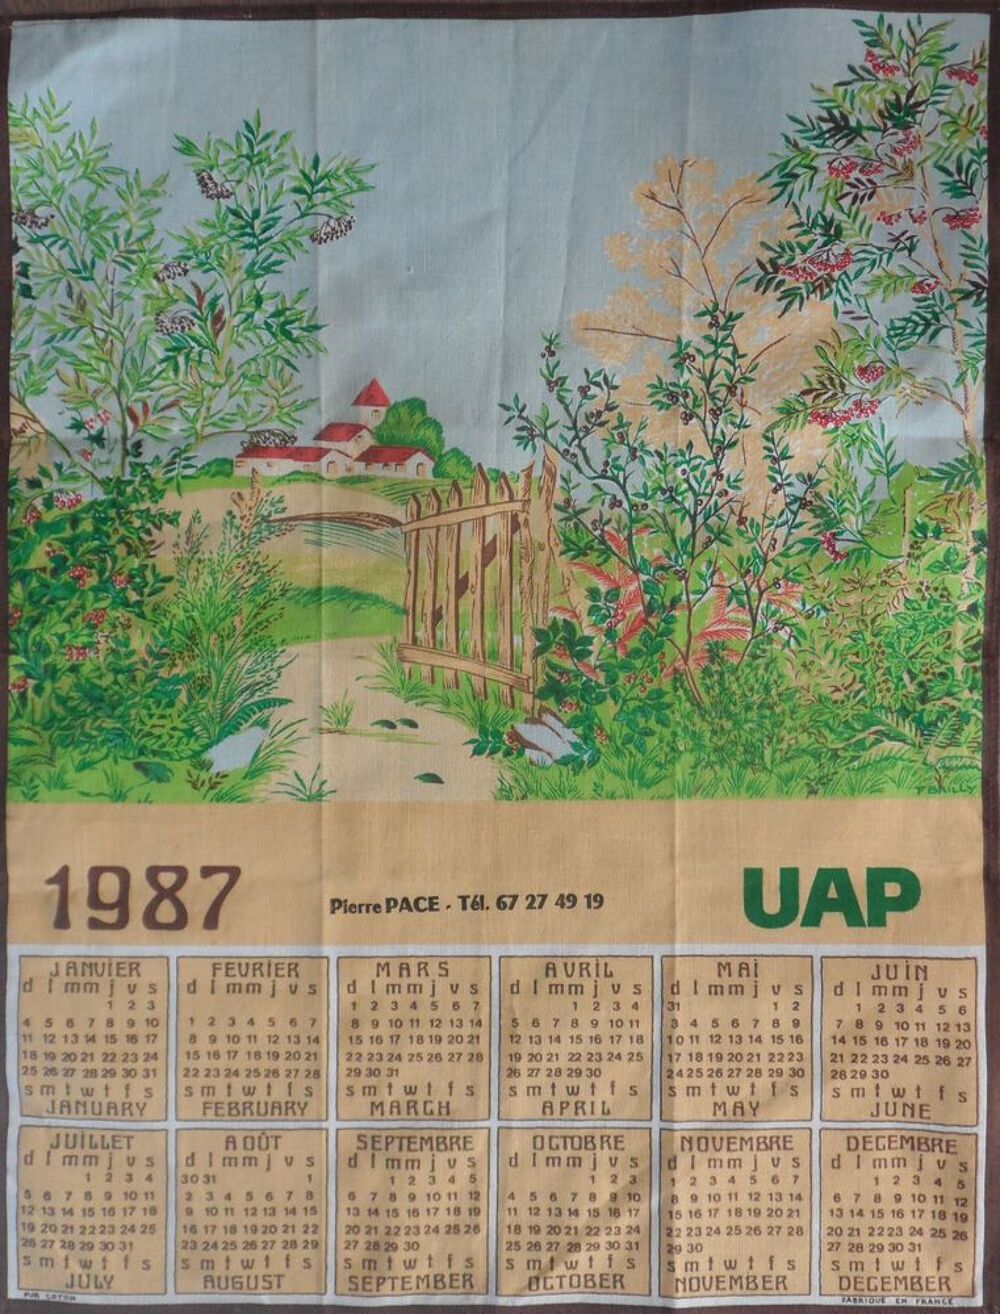 F BAILLY
1987
Pierre PACE - Tél. 67 27 49 19
UAP
JANVIER
d l m m j v s
1 2 3
4 5 6 7 8 9 10
11 12 13 14 15 16 17
18 19 20 21 22 23 24
25 26 27 28 29 30 31
s m t w t f s
JANUARY
FEVRIER
d l m m j v s
1 2 3 4 5 6 7
8 9 10 11 12 13 14
15 16 17 18 19 20 21
22 23 24 25 26 27 28
s m t w t f s
FEBRUARY
MARS
d l m m j v s
1 2 3 4 5 6 7
8 9 10 11 12 13 14
15 16 17 18 19 20 21
22 23 24 25 26 27 28
29 30 31
s m t w t f s
MARCH
AVRIL
d l m m j v s
1 2 3 4
5 6 7 8 9 10 11
12 13 14 15 16 17 18
19 20 21 22 23 24 25
26 27 28 29 30
s m t w t f s
APRIL
MAI
d l m m j v s
31 1 2
3 4 5 6 7 8 9
10 11 12 13 14 15 16
17 18 19 20 21 22 23
24 25 26 27 28 29 30
s m t w t f s
MAY
JUIN
d l m m j v s
1 2 3 4 5 6
7 8 9 10 11 12 13
14 15 16 17 18 19 20
21 22 23 24 25 26 27
28 29 30
s m t w t f s
JUNE
JUILLET
d l m m j v s
1 2 3 4
5 6 7 8 9 10 11
12 13 14 15 16 17 18
19 20 21 22 23 24 25
26 27 28 29 30 31
s m t w t f s
JULY
AOÛT
d l m m j v s
30 31 1
2 3 4 5 6 7 8
9 10 11 12 13 14 15
16 17 18 19 20 21 22
23 24 25 26 27 28 29
s m t w t f s
AUGUST
SEPTEMBRE
d l m m j v s
1 2 3 4 5
6 7 8 9 10 11 12
13 14 15 16 17 18 19
20 21 22 23 24 25 26
27 28 29 30
s m t w t f s
SEPTEMBER
OCTOBRE
d l m m j v s
1 2 3
4 5 6 7 8 9 10
11 12 13 14 15 16 17
18 19 20 21 22 23 24
25 26 27 28 29 30 31
s m t w t f s
OCTOBER
NOVEMBRE
d l m m j v s
1 2 3 4 5 6 7
8 9 10 11 12 13 14
15 16 17 18 19 20 21
22 23 24 25 26 27 28
29 30
s m t w t f s
NOVEMBER
DECEMBRE
d l m m j v s
1 2 3 4 5
6 7 8 9 10 11 12
13 14 15 16 17 18 19
20 21 22 23 24 25 26
27 28 29 30 31
s m t w t f s
DECEMBER
PUR COTON
FABRIQUE EN FRANCE